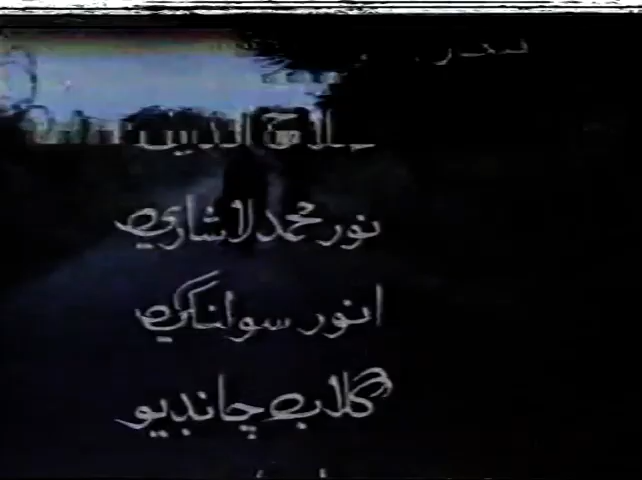 صلاح الدين
نور محمد لاشاري
انور سولنگي
گلاب چانڊيو